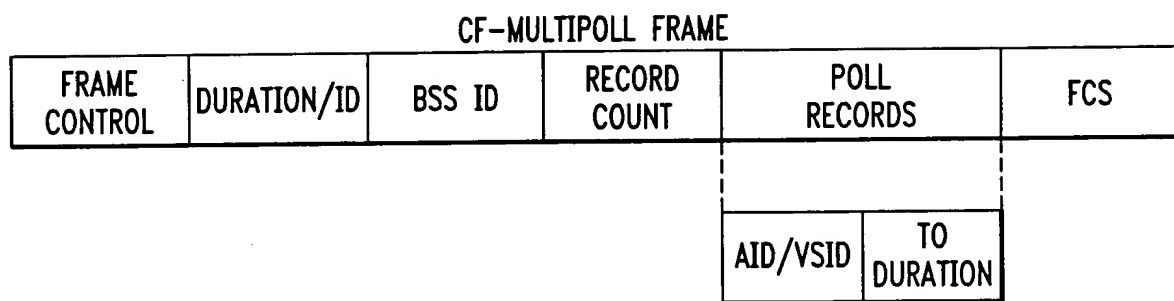 CF-MULTIPOLL FRAME
FRAME CONTROL
DURATION/ID
BSS ID
RECORD COUNT
POLL RECORDS
FCS
AID/VSID
TO DURATION